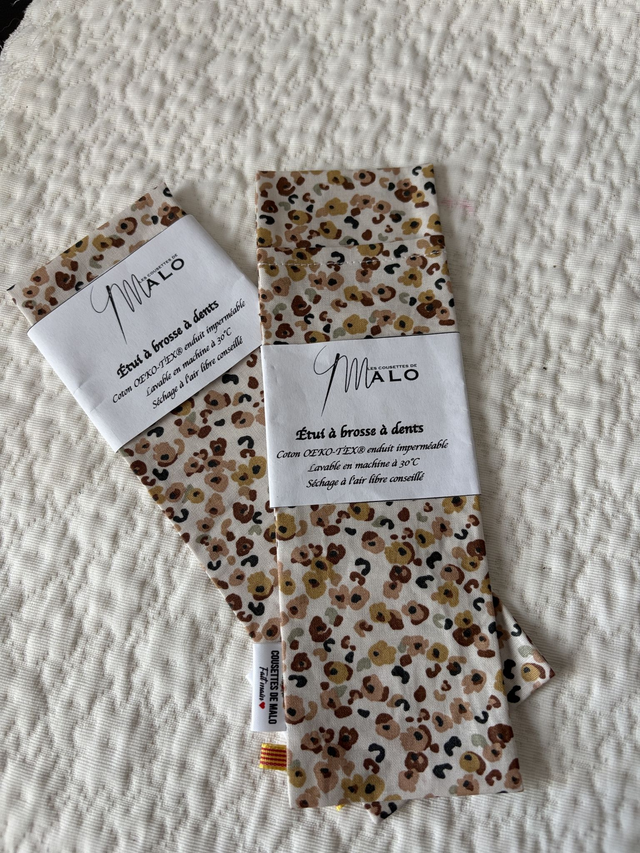 LES COUSETTES DE
MALO
Étui à brosse à dents
Coton OEKO-TEX® enduit imperméable
Lavable en machine à 30°C
Séchage à l'air libre conseillé
LES COUSETTES DE
MALO
Étui à brosse à dents
Coton OEKO-TEX® enduit imperméable
Lavable en machine à 30°C
Séchage à l'air libre conseillé
COUSETTES DE MALO
Fait main